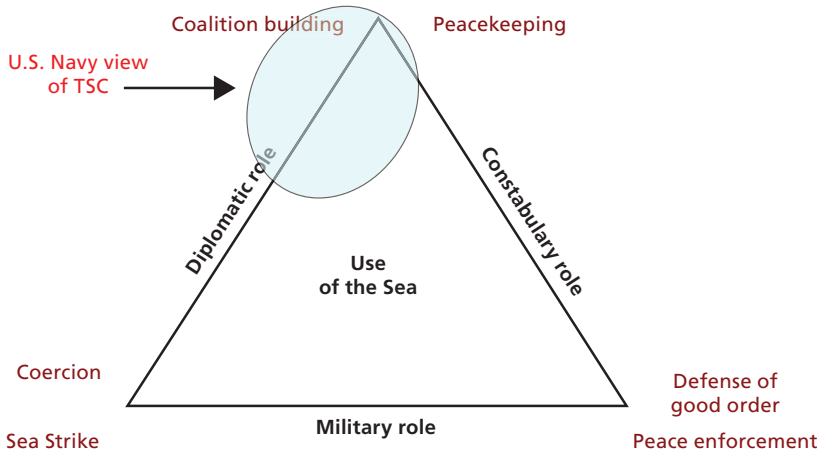 Coalition building
Peacekeeping
U.S. Navy view
of TSC
Diplomatic role
Constabulary role
Use
of the Sea
Coercion
Defense of
good order
Military role
Sea Strike
Peace enforcement